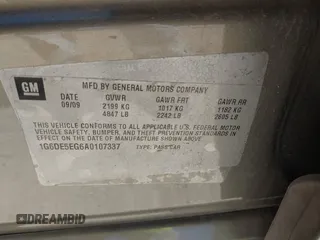 GM
MFD BY GENERAL MOTORS COMPANY
DATE GVWR GAWR FRT GAWR RR
09/09 2199 KG 1017 KG 1182 KG
4847 LB 2242 LB 2605 LB
THIS VEHICLE CONFORMS TO ALL APPLICABLE U.S. FEDERAL MOTOR
VEHICLE SAFETY, BUMPER, AND THEFT PREVENTION STANDARDS
IN EFFECT ON THE DATE OF MANUFACTURE SHOWN ABOVE.
1G6DE5EG6A0107337 TYPE: PASS CAR
© AUTOBIDMASTER